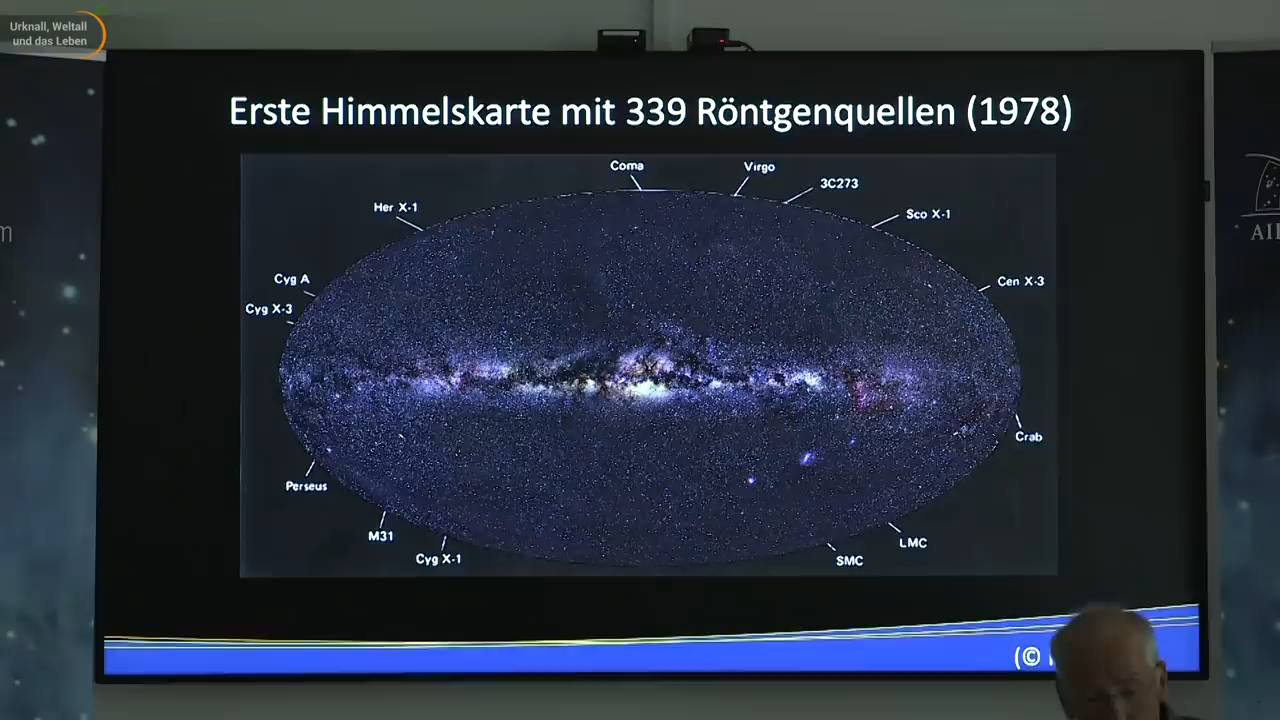 Urknall, Weltall
und das Leben
Erste Himmelskarte mit 339 Röntgenquellen (1978)
Coma
Virgo
3C273
Her X-1
Sco X-1
Cyg A
Cen X-3
Cyg X-3
Crab
Perseus
M31
LMC
Cyg X-1
SMC
m
(©